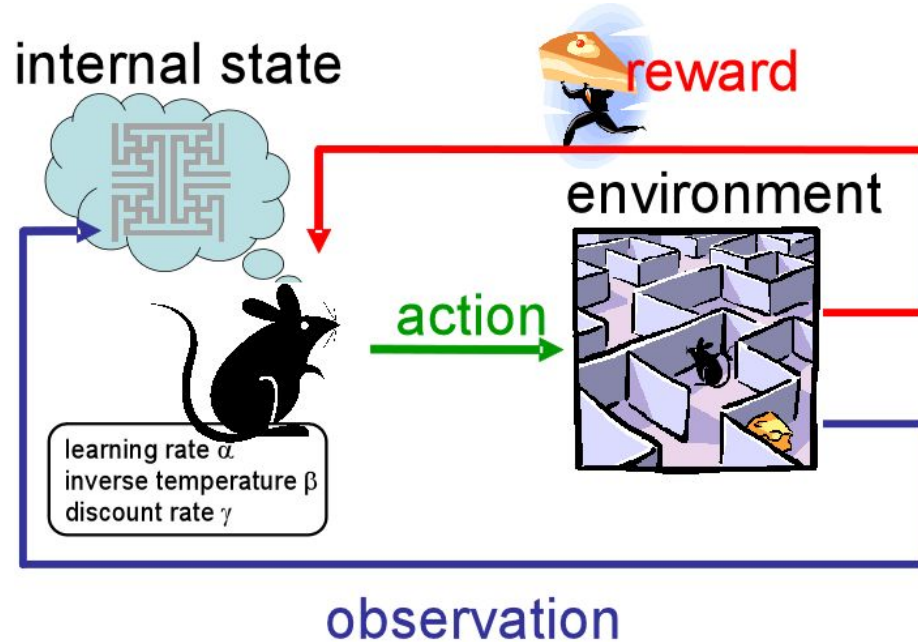 internal state
reward
environment
action
learning rate α
inverse temperature β
discount rate γ
observation